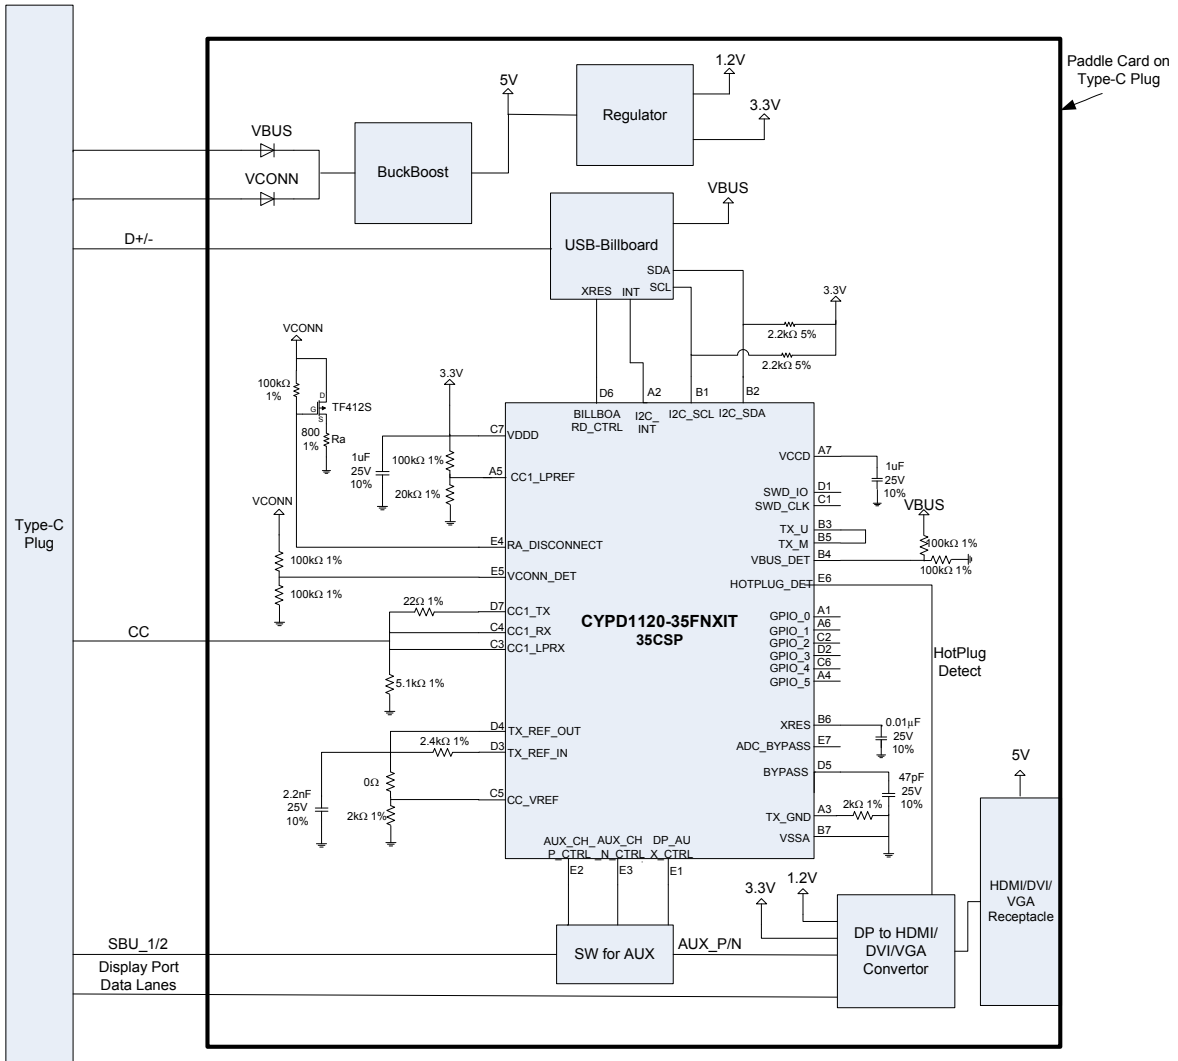 Paddle Card on
Type-C Plug
1.2V
5V
3.3V
Regulator
VBUS
BuckBoost
VCONN
VBUS
D+/-
USB-Billboard
SDA
SCL
XRES INT
3.3V
2.2kΩ 5%
2.2kΩ 5%
VCONN
100kΩ
1%
D
G
S
TF412S
800
1%
Ra
3.3V
D6
A2
B1
B2
BILLBOA
RD_CTRL
I2C_
INT
I2C_SCL
I2C_SDA
C7
VDDD
1uF
25V
10%
100kΩ 1%
A5
CC1_LPREF
20kΩ 1%
VCCD
A7
1uF
25V
10%
SWD_IO
D1
SWD_CLK
C1
VBUS
TX_U
B3
TX_M
B5
VBUS_DET
B4
100kΩ 1%
100kΩ 1%
HOTPLUG_DET
E6
Type-C
Plug
VCONN
E4
RA_DISCONNECT
100kΩ 1%
E5
VCONN_DET
100kΩ 1%
22Ω 1%
D7
CC1_TX
C4
CC1_RX
C3
CC1_LPRX
CC
5.1kΩ 1%
CYPD1120-35FNXIT
35CSP
GPIO_0
A1
GPIO_1
A6
GPIO_2
C2
GPIO_3
D2
GPIO_4
C6
GPIO_5
A4
HotPlug
Detect
D4
TX_REF_OUT
2.4kΩ 1%
D3
TX_REF_IN
0Ω
2.2nF
25V
10%
C5
CC_VREF
2kΩ 1%
XRES
B6
0.01µF
25V
10%
ADC_BYPASS
E7
BYPASS
D5
47pF
25V
10%
2kΩ 1%
TX_GND
A3
VSSA
B7
5V
AUX_CH_
P_CTRL
AUX_CH
_N_CTRL
DP_AU
X_CTRL
E2
E3
E1
HDMI/DVI/
VGA
Receptacle
3.3V
1.2V
SBU_1/2
SW for AUX
AUX_P/N
DP to HDMI/
DVI/VGA
Convertor
Display Port
Data Lanes